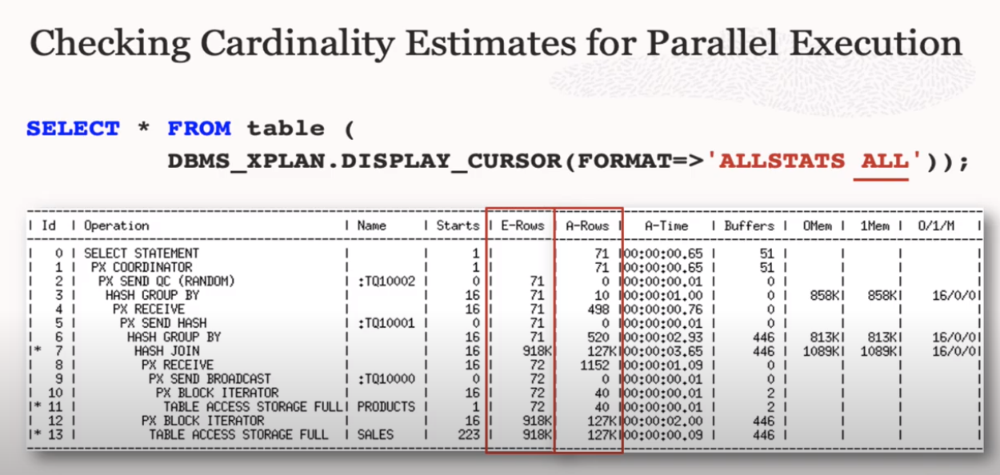 Checking Cardinality Estimates for Parallel Execution
SELECT * FROM table (
DBMS_XPLAN.DISPLAY_CURSOR(FORMAT=>'ALLSTATS ALL'));
| Id | Operation | Name | Starts | E-Rows | A-Rows | A-Time | Buffers | 0Mem | 1Mem | O/1/M |
| 0 | SELECT STATEMENT | | 1 | | 71 |00:00:00.65 | 51 | | | |
| 1 | PX COORDINATOR | | 1 | | 71 |00:00:00.65 | 51 | | | |
| 2 | PX SEND QC (RANDOM) | :TQ10002 | 0 | 71 | 0 |00:00:00.01 | 0 | | | |
| 3 | HASH GROUP BY | | 16 | 71 | 10 |00:00:01.00 | 0 | 858K| 858K| 16/0/0|
| 4 | PX RECEIVE | | 16 | 71 | 498 |00:00:00.76 | 0 | | | |
| 5 | PX SEND HASH | :TQ10001 | 0 | 71 | 0 |00:00:00.01 | 0 | | | |
| 6 | HASH GROUP BY | | 16 | 71 | 520 |00:00:02.93 | 446 | 813K| 813K| 16/0/0|
|* 7 | HASH JOIN | | 16 | 918K| 127K|00:00:03.65 | 446 | 1089K| 1089K| 16/0/0|
| 8 | PX RECEIVE | | 16 | 72 | 1152 |00:00:01.09 | 0 | | | |
| 9 | PX SEND BROADCAST | :TQ10000 | 0 | 72 | 0 |00:00:00.01 | 0 | | | |
| 10 | PX BLOCK ITERATOR | | 16 | 72 | 40 |00:00:00.01 | 2 | | | |
|* 11 | TABLE ACCESS STORAGE FULL| PRODUCTS | 1 | 72 | 40 |00:00:00.01 | 2 | | | |
| 12 | PX BLOCK ITERATOR | | 16 | 918K| 127K|00:00:02.00 | 446 | | | |
|* 13 | TABLE ACCESS STORAGE FULL | SALES | 223 | 918K| 127K|00:00:00.09 | 446 | | | |